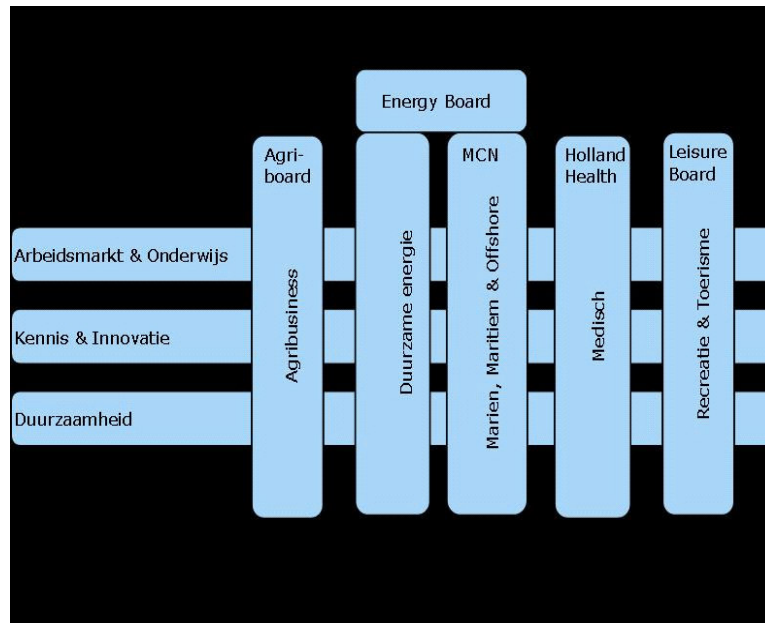 Energy Board
Agri-
board
MCN
Holland
Health
Leisure
Board
Arbeidsmarkt & Onderwijs
Kennis & Innovatie
Duurzaamheid
Agribusiness
Duurzame energie
Marien, Maritiem & Offshore
Medisch
Recreatie & Toerisme